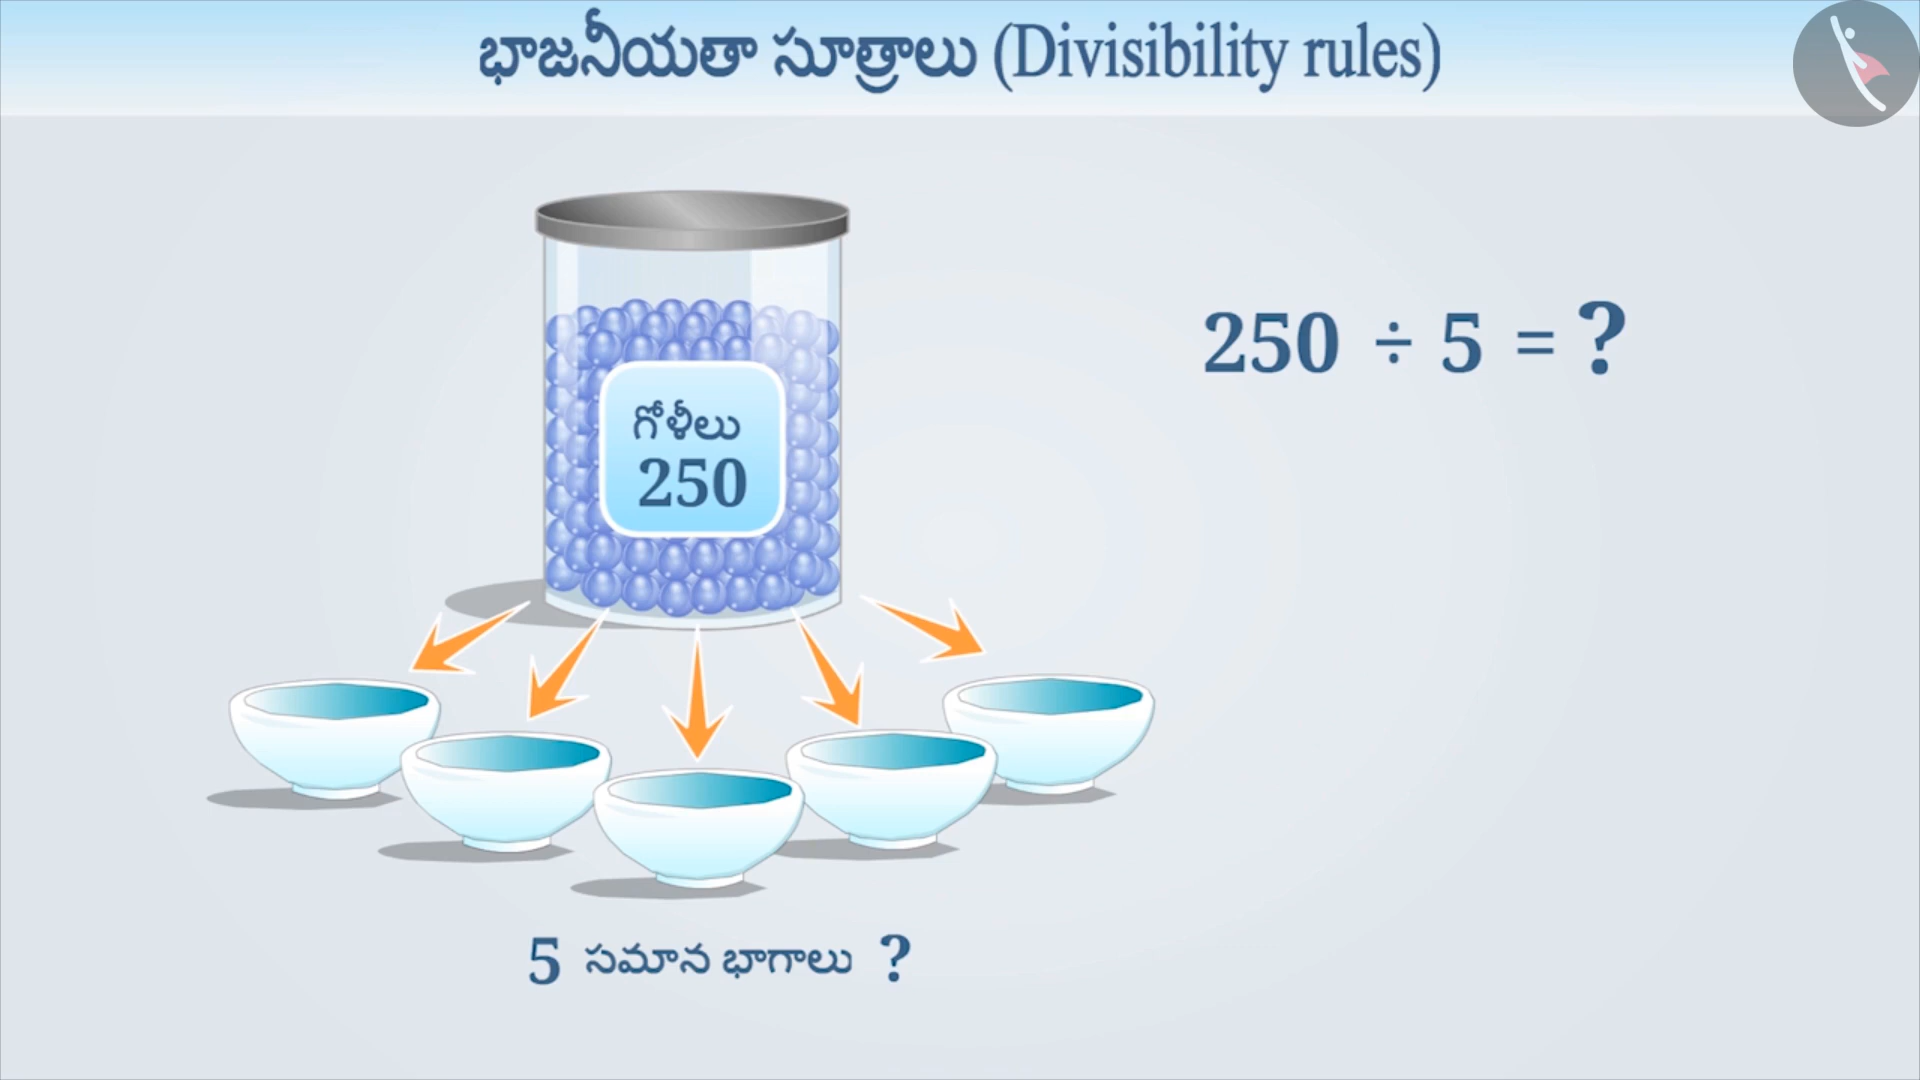 భాజనీయతా సూత్రాలు (Divisibility rules)
250 ÷ 5 = ?
గోళీలు
250
5 సమాన భాగాలు ?